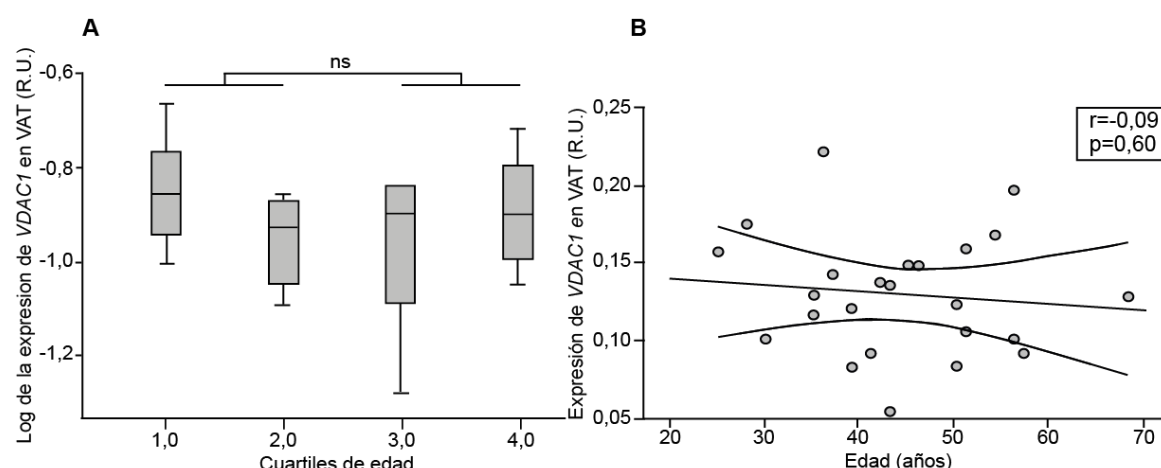 A
Log de la expresion de VDAC1 en VAT (R.U.)
-0,6
-0,8
-1,0
-1,2
ns
1,0 2,0 3,0 4,0
Cuartiles de edad
B
Expresión de VDAC1 en VAT (R.U.)
0,25
0,20
0,15
0,10
0,05
r=-0,09
p=0,60
20 30 40 50 60 70
Edad (años)